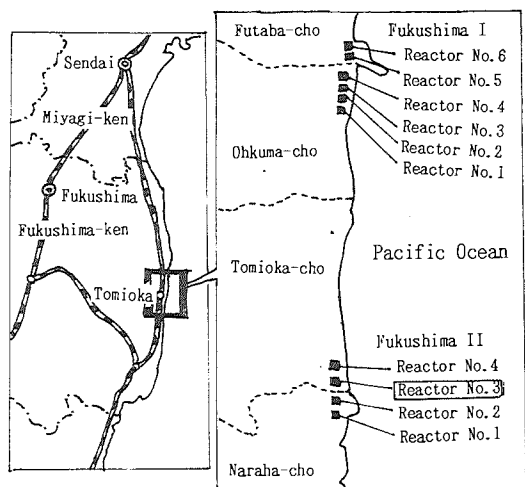 Sendai
Miyagi-ken
Fukushima
Fukushima-ken
Tomioka
Futaba-cho
Fukushima I
Reactor No.6
Reactor No.5
Reactor No.4
Reactor No.3
Reactor No.2
Reactor No.1
Ohkuma-cho
Tomioka-cho
Pacific Ocean
Fukushima II
Reactor No.4
Reactor No.3
Reactor No.2
Reactor No.1
Naraha-cho